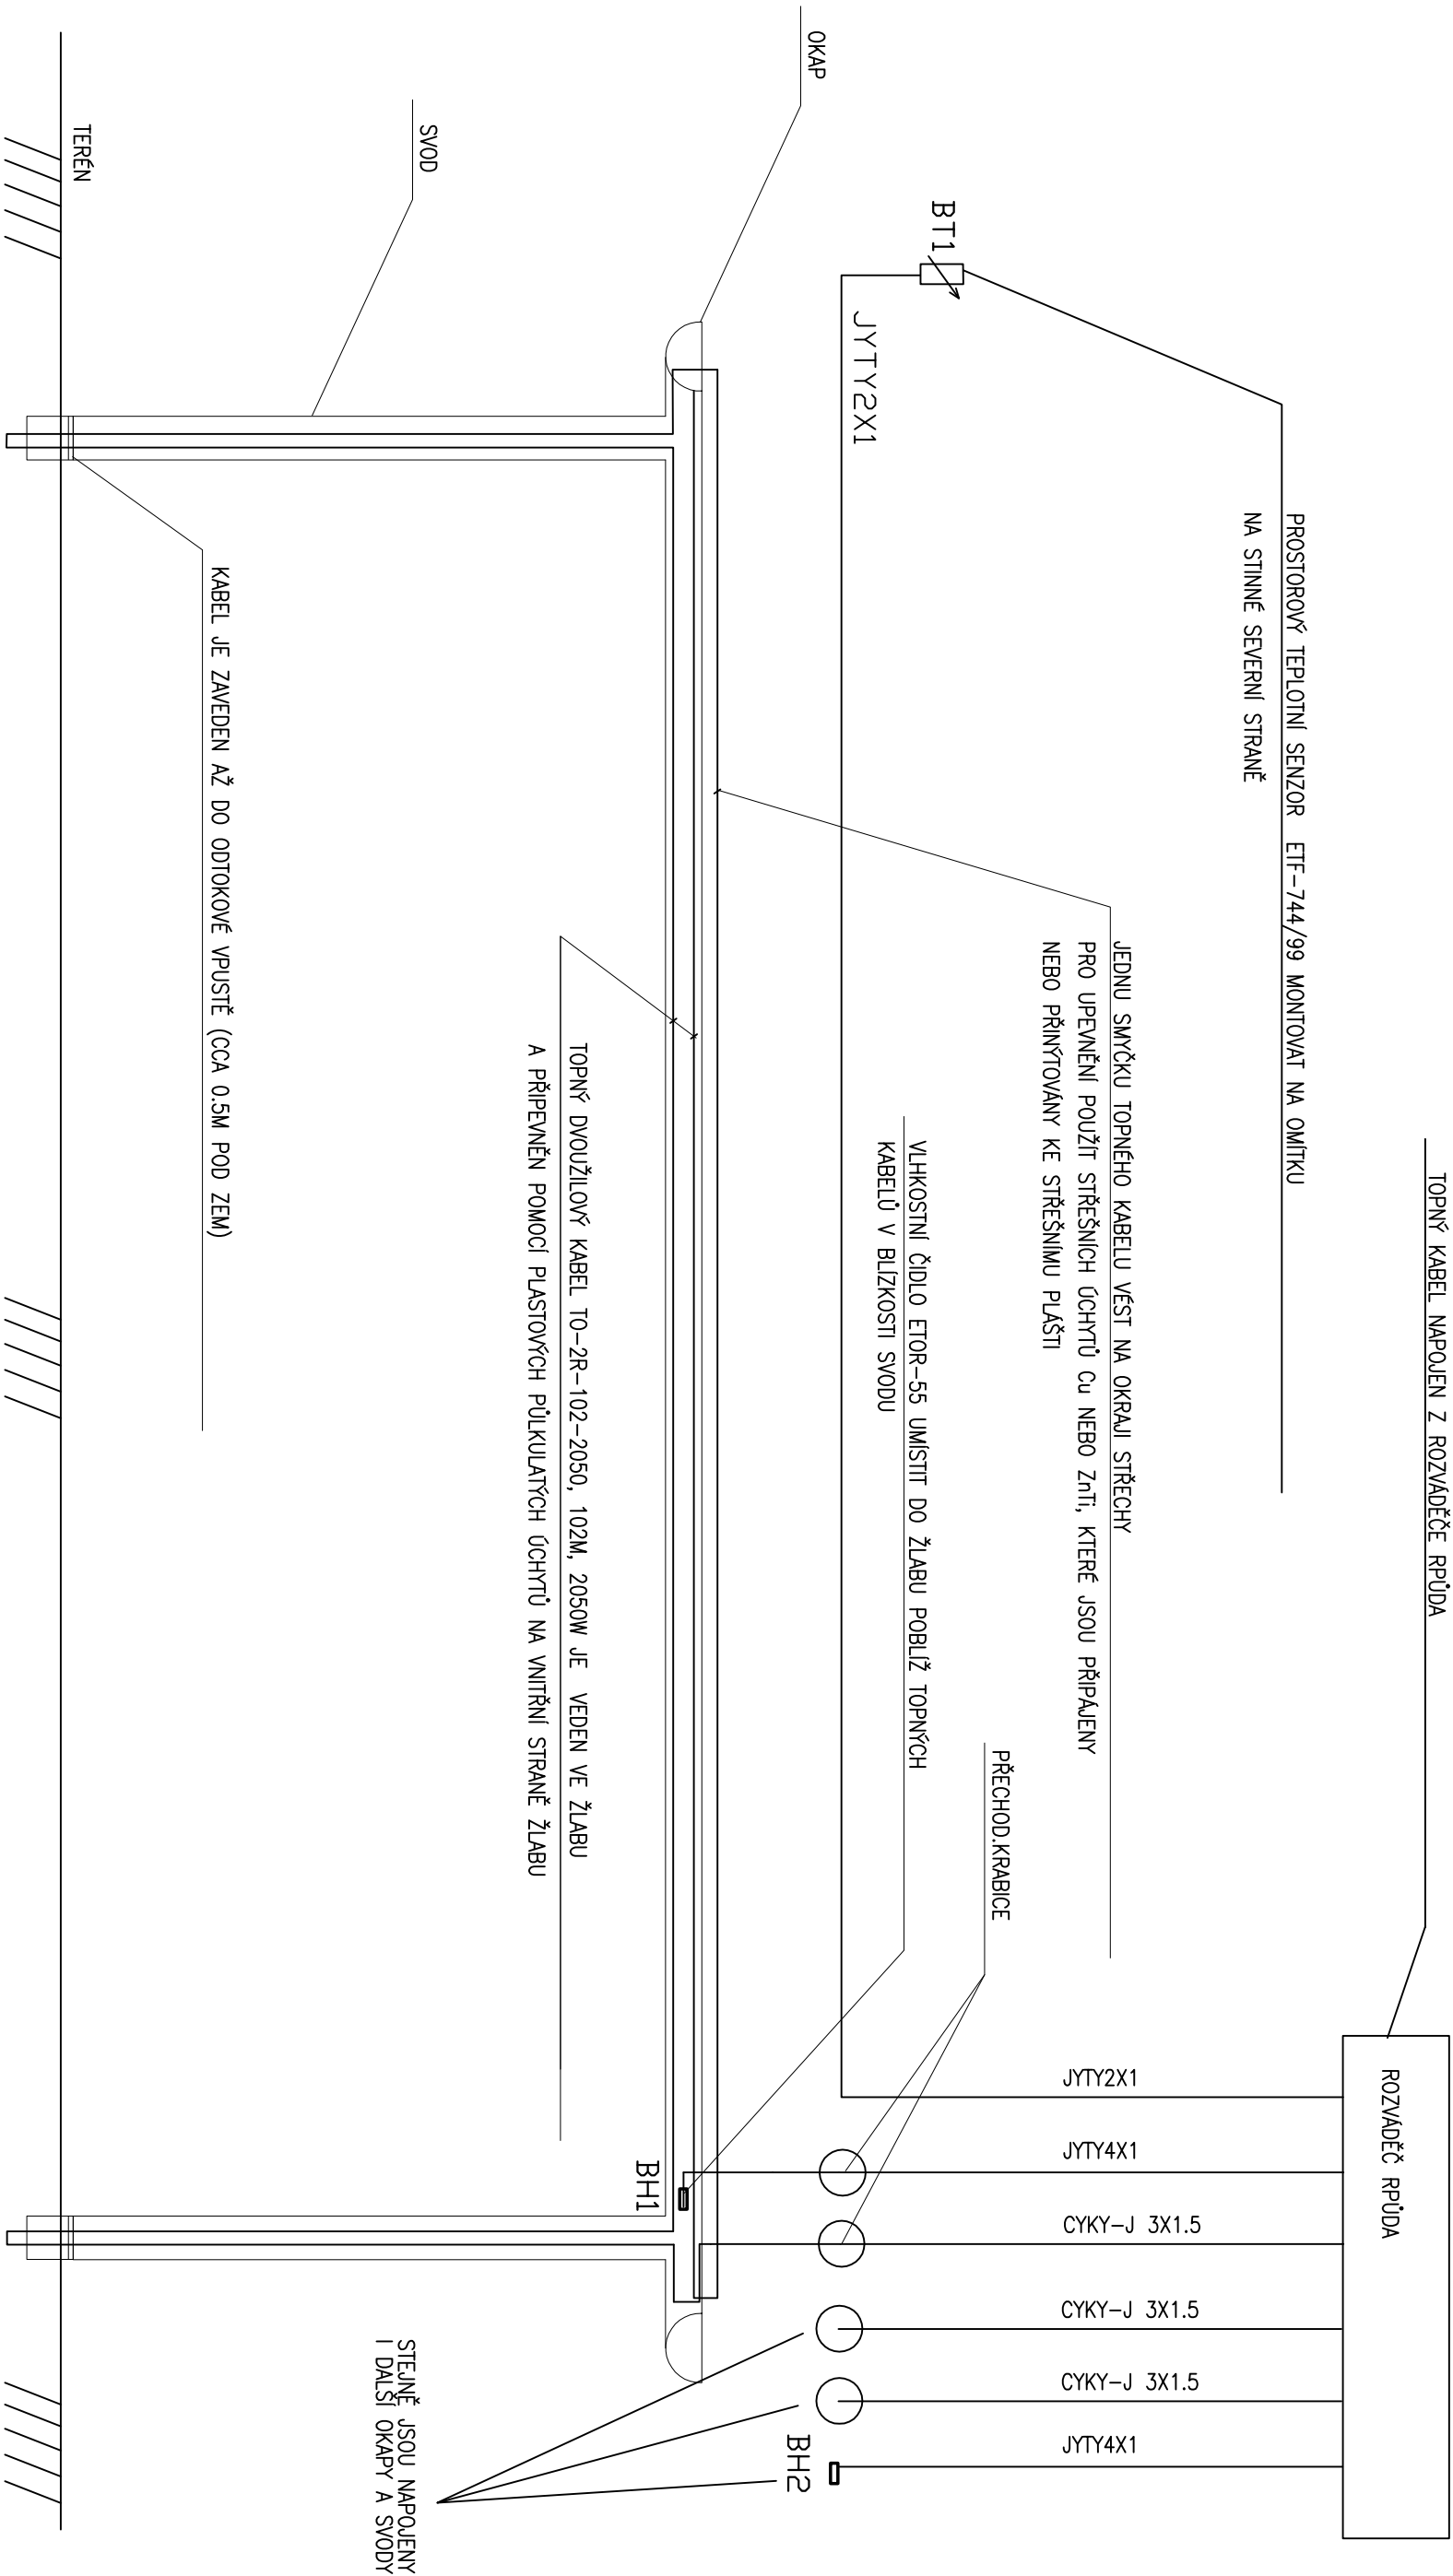 TOPNÝ KABEL NAPOJEN Z ROZVÁDĚČE RPŮDA
ROZVÁDĚČ RPŮDA
PROSTOROVÝ TEPLOTNÍ SENZOR ETF-744/99 MONTOVAT NA OMÍTKU
NA STINNÉ SEVERNÍ STRANĚ
JYTY2X1
JYTY4X1
CYKY-J 3X1.5
CYKY-J 3X1.5
CYKY-J 3X1.5
JYTY4X1
JEDNU SMYČKU TOPNÉHO KABELU VÉST NA OKRAJI STŘECHY
PRO UPEVNĚNÍ POUŽÍT STŘEŠNÍCH ÚCHYTŮ Cu NEBO ZnTi, KTERÉ JSOU PŘIPÁJENY
NEBO PŘINÝTOVÁNY KE STŘEŠNÍMU PLÁŠTI
PŘECHOD.KRABICE
BT1
VLHKOSTNÍ ČIDLO ETOR-55 UMÍSTIT DO ŽLABU POBLÍŽ TOPNÝCH
KABELŮ V BLÍZKOSTI SVODU
JYTY2X1
OKAP
BH2
BH1
TOPNÝ DVOUŽILOVÝ KABEL TO-2R-102-2050, 102M, 2050W JE VEDEN VE ŽLABU
A PŘIPEVNĚN POMOCÍ PLASTOVÝCH PŮLKULATÝCH ÚCHYTŮ NA VNITŘNÍ STRANĚ ŽLABU
SVOD
STEJNĚ JSOU NAPOJENY
I DALŠÍ OKAPY A SVODY
KABEL JE ZAVEDEN AŽ DO ODTOKOVÉ VPUSTĚ (CCA 0.5M POD ZEM)
TERÉN